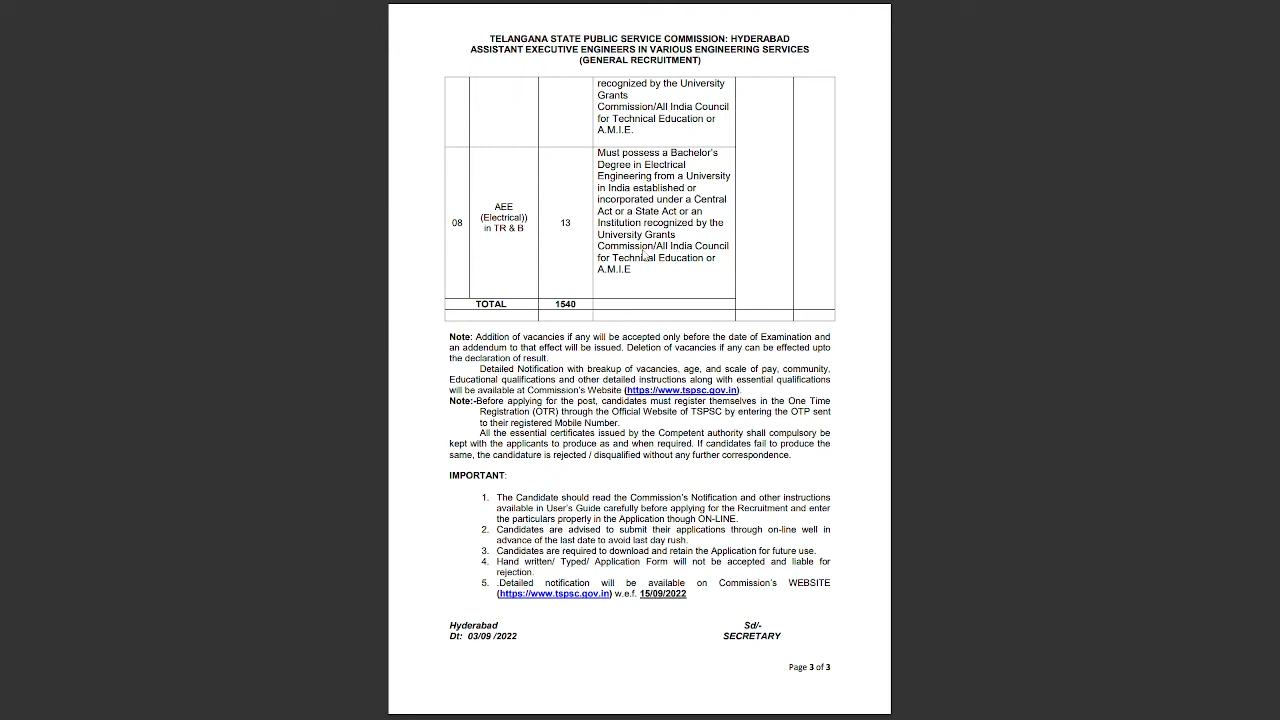 TELANGANA STATE PUBLIC SERVICE COMMISSION: HYDERABAD
ASSISTANT EXECUTIVE ENGINEERS IN VARIOUS ENGINEERING SERVICES
(GENERAL RECRUITMENT)
recognized by the University
Grants
Commission/All India Council
for Technical Education or
A.M.I.E.
08
AEE
(Electrical))
in TR & B
13
Must possess a Bachelor's
Degree in Electrical
Engineering from a University
in India established or
incorporated under a Central
Act or a State Act or an
Institution recognized by the
University Grants
Commission/All India Council
for Technical Education or
A.M.I.E
TOTAL 1540
Note: Addition of vacancies if any will be accepted only before the date of Examination and
an addendum to that effect will be issued. Deletion of vacancies if any can be effected upto
the declaration of result.
Detailed Notification with breakup of vacancies, age, and scale of pay, community,
Educational qualifications and other detailed instructions along with essential qualifications
will be available at Commission's Website (https://www.tspsc.gov.in).
Note:-Before applying for the post, candidates must register themselves in the One Time
Registration (OTR) through the Official Website of TSPSC by entering the OTP sent
to their registered Mobile Number.
All the essential certificates issued by the Competent authority shall compulsory be
kept with the applicants to produce as and when required. If candidates fail to produce the
same, the candidature is rejected / disqualified without any further correspondence.
IMPORTANT:
1. The Candidate should read the Commission's Notification and other instructions
available in User's Guide carefully before applying for the Recruitment and enter
the particulars properly in the Application though ON-LINE.
2. Candidates are advised to submit their applications through on-line well in
advance of the last date to avoid last day rush.
3. Candidates are required to download and retain the Application for future use.
4. Hand written/ Typed/ Application Form will not be accepted and liable for
rejection.
5. .Detailed notification will be available on Commission's WEBSITE
(https://www.tspsc.gov.in) w.e.f. 15/09/2022
Hyderabad
Dt: 03/09 /2022
Sd/-
SECRETARY
Page 3 of 3